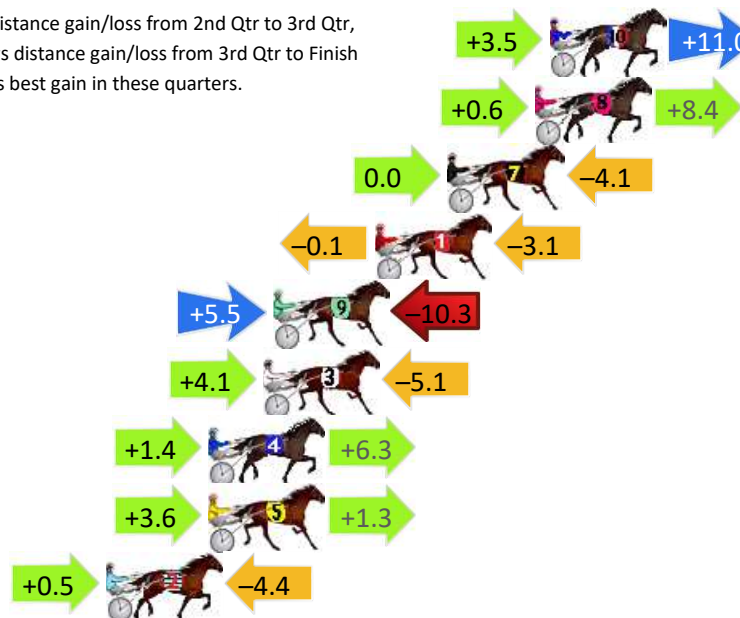 istance gain/loss from 2nd Qtr to 3rd Qtr,
s distance gain/loss from 3rd Qtr to Finish
s best gain in these quarters.
+3.5 10 +11.0
+0.6 8 +8.4
0.0 7 –4.1
–0.1 1 –3.1
+5.5 9 –10.3
+4.1 3 –5.1
+1.4 4 +6.3
+3.6 5 +1.3
+0.5 2 –4.4